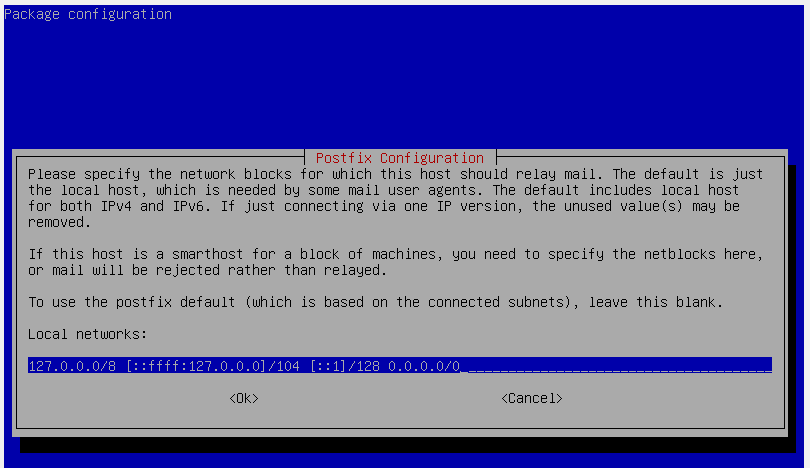 Package configuration
Postfix Configuration
Please specify the network blocks for which this host should relay mail. The default is just
the local host, which is needed by some mail user agents. The default includes local host
for both IPv4 and IPv6. If just connecting via one IP version, the unused value(s) may be
removed.
If this host is a smarthost for a block of machines, you need to specify the netblocks here,
or mail will be rejected rather than relayed.
To use the postfix default (which is based on the connected subnets), leave this blank.
Local networks:
127.0.0.0/8 [::ffff:127.0.0.0]/104 [::1]/128 0.0.0.0/0
<Ok> <Cancel>